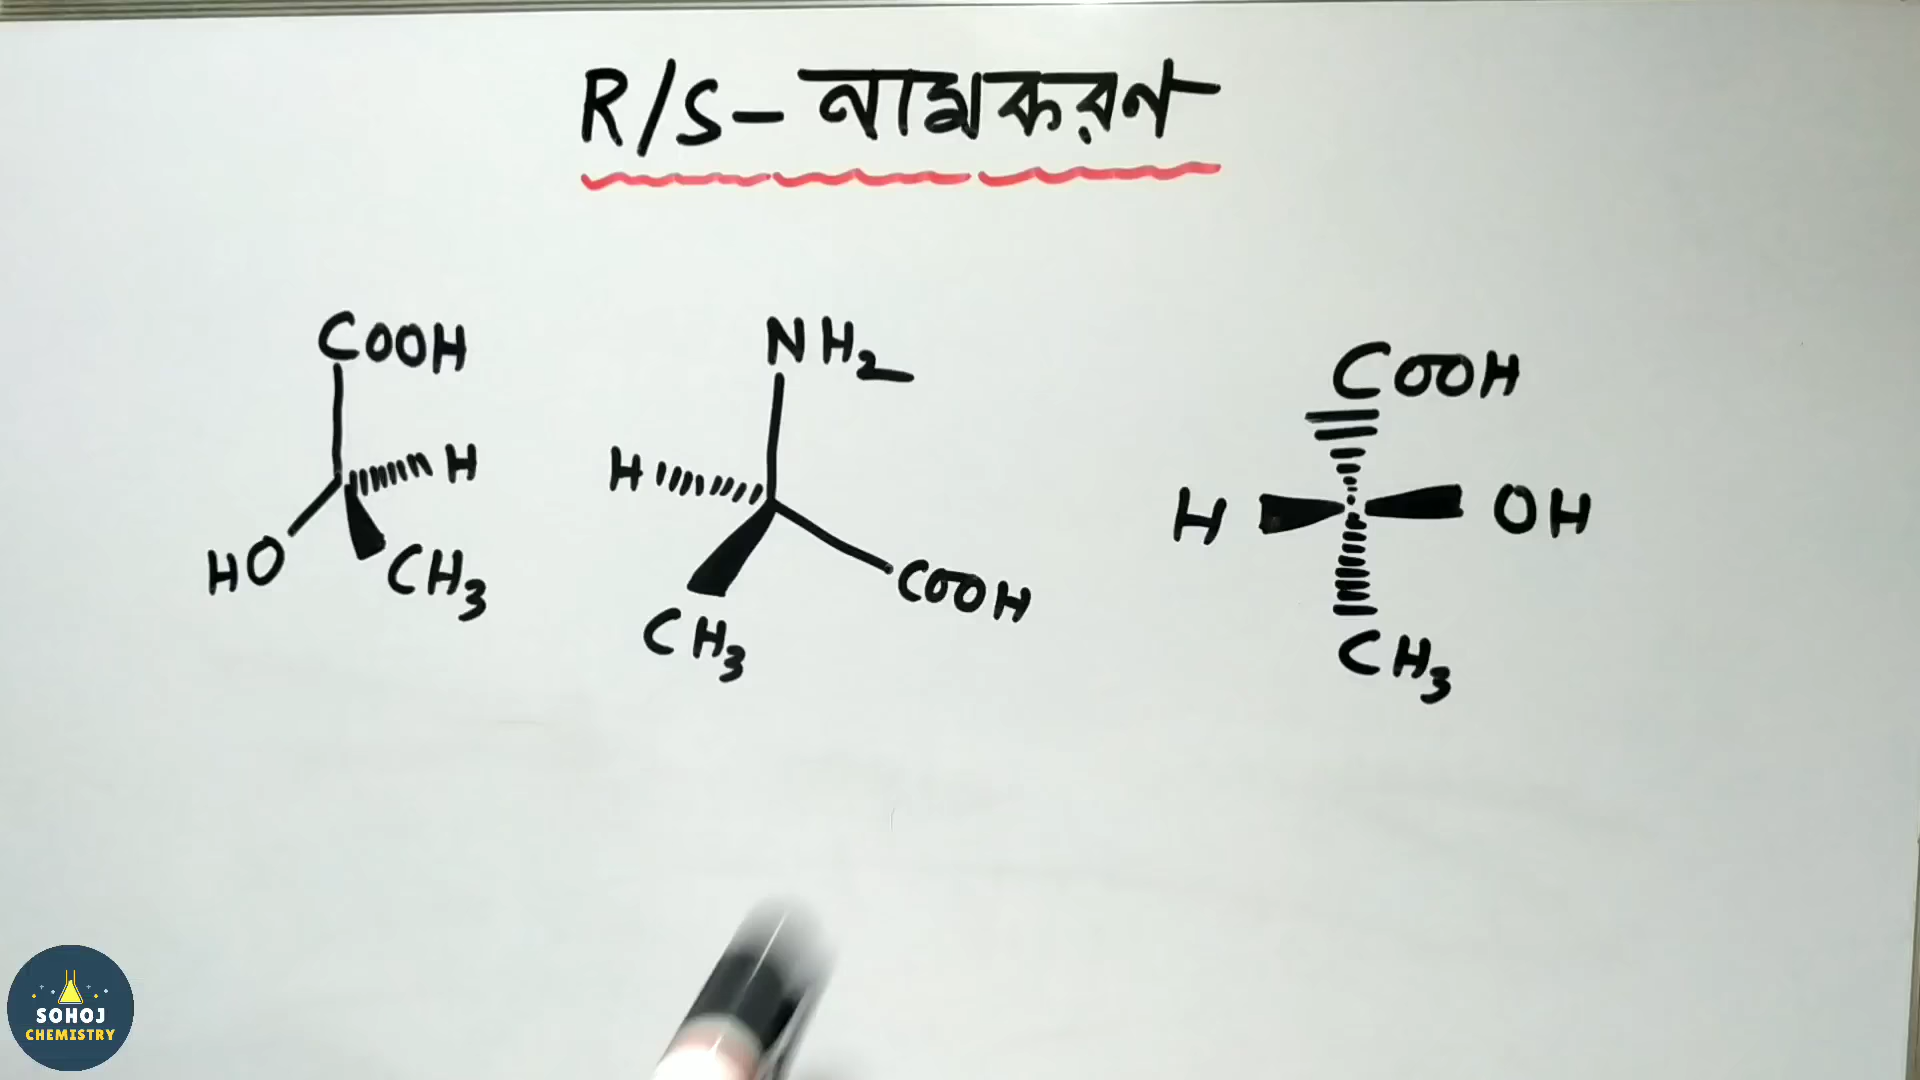 R/S-নামকরণ
COOH
H
HO
CH3
NH2
H
COOH
CH3
COOH
H
OH
CH3
SOHOJ
CHEMISTRY